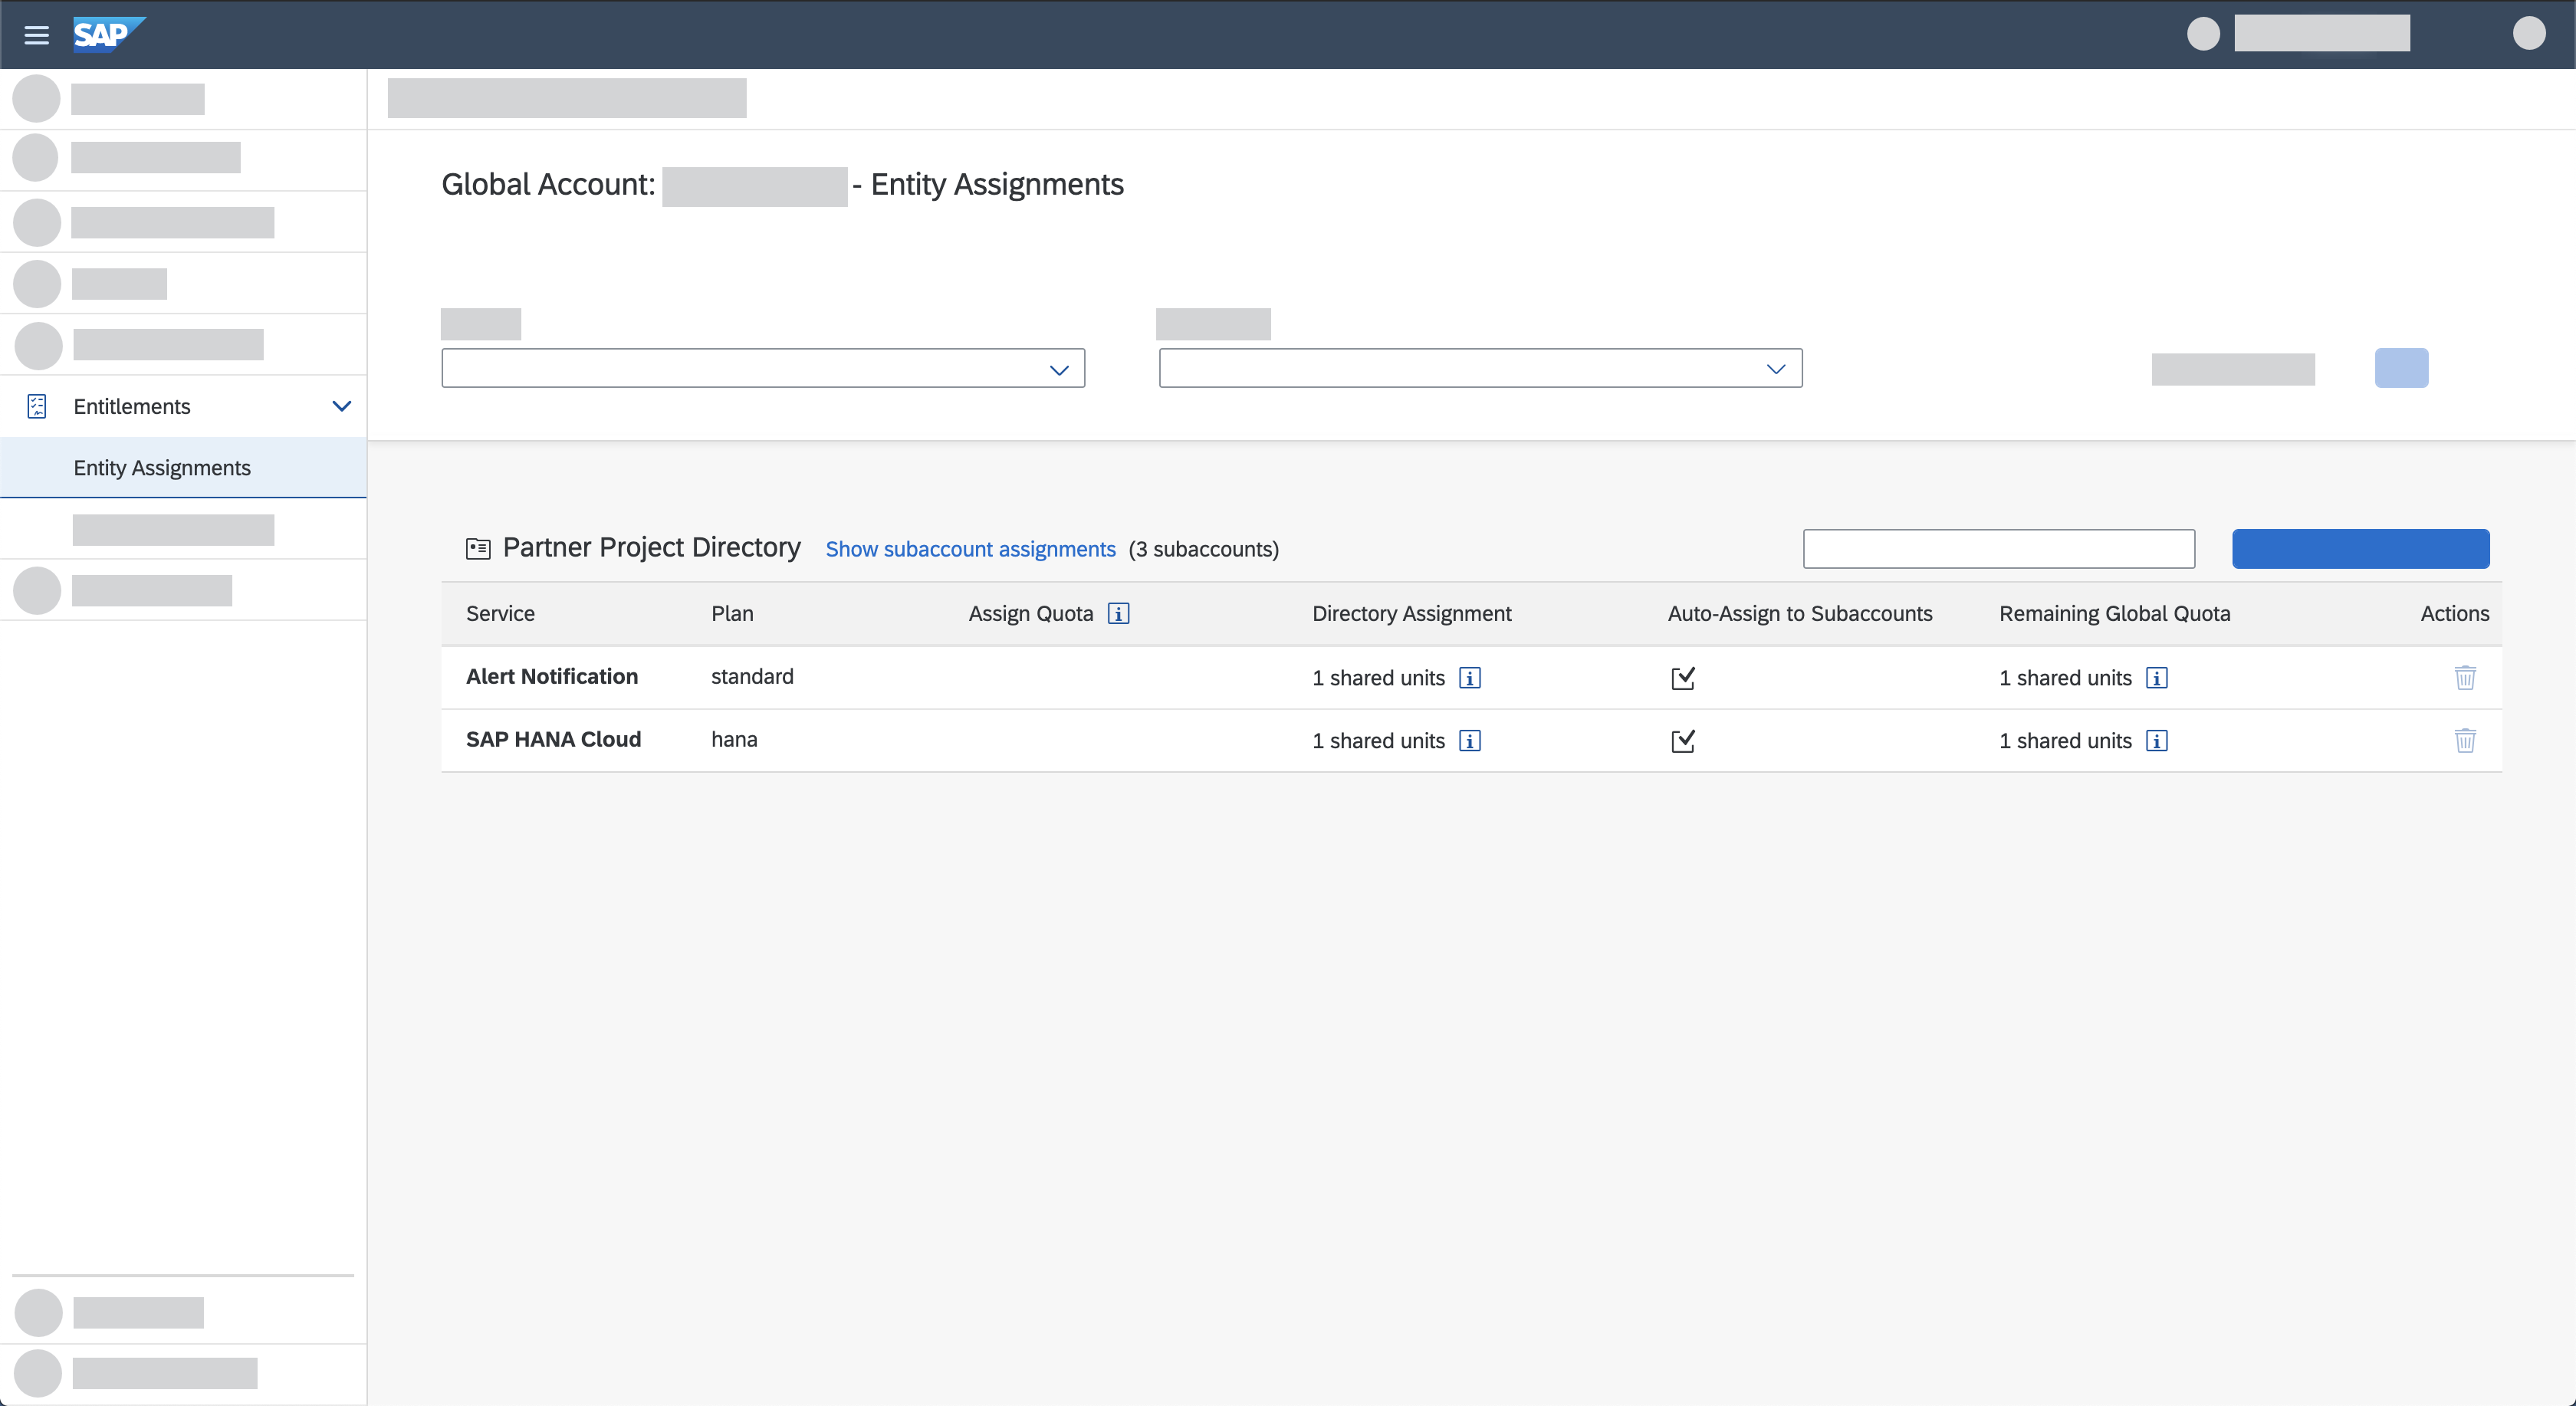 SAP
Global Account: - Entity Assignments
Entitlements
Entity Assignments
Partner Project Directory Show subaccount assignments (3 subaccounts)
Service Plan Assign Quota Directory Assignment Auto-Assign to Subaccounts Remaining Global Quota Actions
Alert Notification standard 1 shared units 1 shared units
SAP HANA Cloud hana 1 shared units 1 shared units